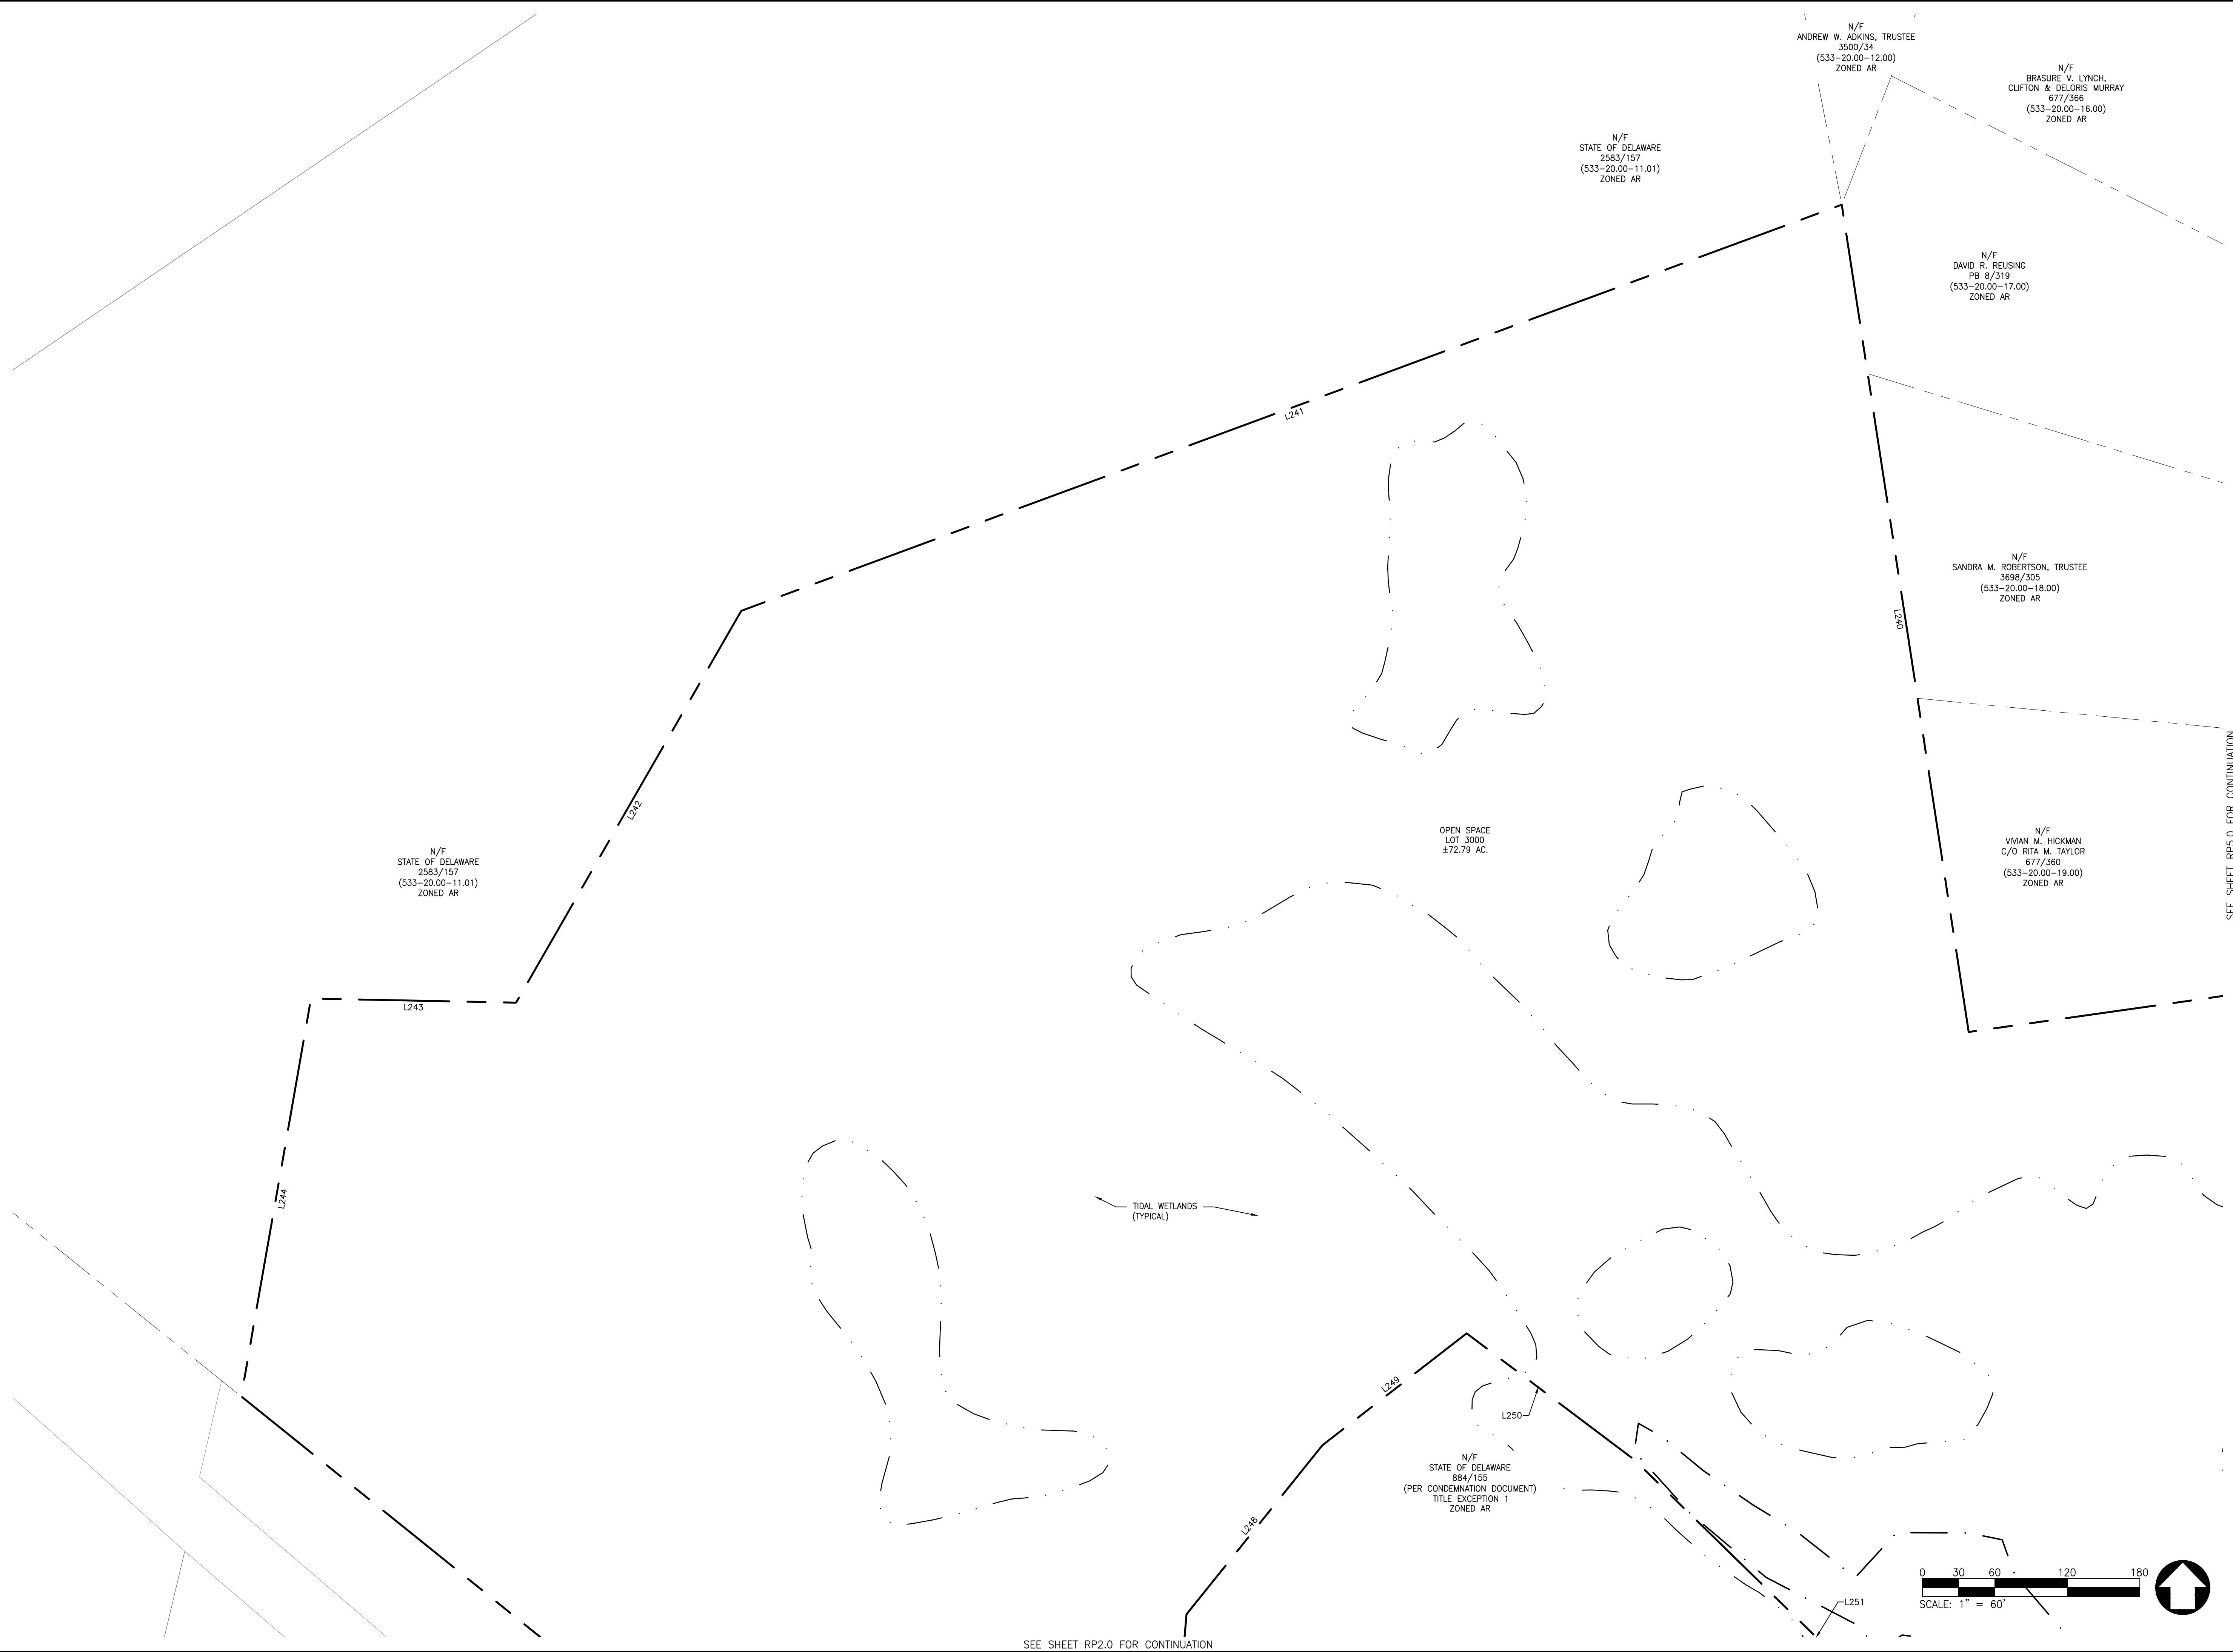 N/F
ANDREW W. ADKINS, TRUSTEE
3500/34
(533-20.00-12.00)
ZONED AR
N/F
BRASURE V. LYNCH,
CLIFTON & DELORIS MURRAY
677/366
(533-20.00-16.00)
ZONED AR
N/F
STATE OF DELAWARE
2583/157
(533-20.00-11.01)
ZONED AR
N/F
DAVID R. REUSING
PB 8/319
(533-20.00-17.00)
ZONED AR
L241
N/F
SANDRA M. ROBERTSON, TRUSTEE
3698/305
(533-20.00-18.00)
ZONED AR
L240
L242
OPEN SPACE
LOT 3000
±72.79 AC.
N/F
VIVIAN M. HICKMAN
C/O RITA M. TAYLOR
677/360
(533-20.00-19.00)
ZONED AR
SEE SHEET RP5.0 FOR CONTINUATION
N/F
STATE OF DELAWARE
2583/157
(533-20.00-11.01)
ZONED AR
L243
L244
TIDAL WETLANDS
(TYPICAL)
L249
L250
N/F
STATE OF DELAWARE
884/155
(PER CONDEMNATION DOCUMENT)
TITLE EXCEPTION 1
ZONED AR
L248
0 30 60 120 180
SCALE: 1" = 60'
L251
SEE SHEET RP2.0 FOR CONTINUATION